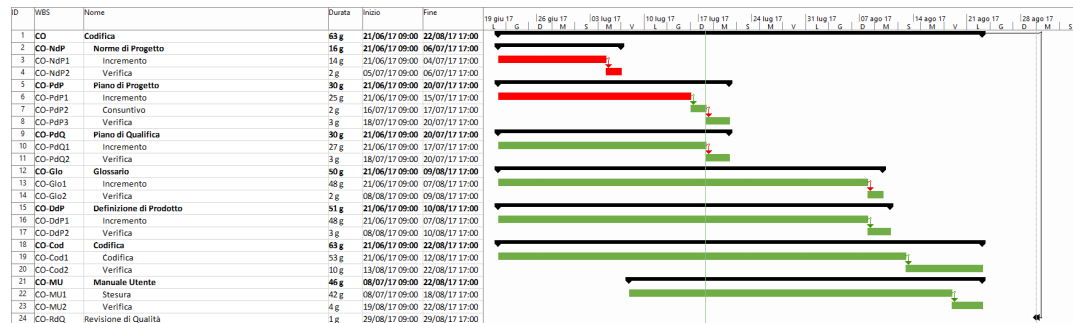 ID WBS Nome Durata Inizio Fine 19 giu 17 26 giu 17 03 lug 17 10 lug 17 17 lug 17 24 lug 17 31 lug 17 07 ago 17 14 ago 17 21 ago 17 28 ago 17
L G D M S M V L G D M S M V L G D M S M V L G
1 CO Codifica 63 g 21/06/17 09:00 22/08/17 17:00
2 CO-NdP Norme di Progetto 16 g 21/06/17 09:00 06/07/17 17:00
3 CO-NdP1 Incremento 14 g 21/06/17 09:00 04/07/17 17:00
4 CO-NdP2 Verifica 2 g 05/07/17 09:00 06/07/17 17:00
5 CO-PdP Piano di Progetto 30 g 21/06/17 09:00 20/07/17 17:00
6 CO-PdP1 Incremento 25 g 21/06/17 09:00 15/07/17 17:00
7 CO-PdP2 Consuntivo 2 g 16/07/17 09:00 17/07/17 17:00
8 CO-PdP3 Verifica 3 g 18/07/17 09:00 20/07/17 17:00
9 CO-PdQ Piano di Qualifica 30 g 21/06/17 09:00 20/07/17 17:00
10 CO-PdQ1 Incremento 27 g 21/06/17 09:00 17/07/17 17:00
11 CO-PdQ2 Verifica 3 g 18/07/17 09:00 20/07/17 17:00
12 CO-Glo Glossario 50 g 21/06/17 09:00 09/08/17 17:00
13 CO-Glo1 Incremento 48 g 21/06/17 09:00 07/08/17 17:00
14 CO-Glo2 Verifica 2 g 08/08/17 09:00 09/08/17 17:00
15 CO-DdP Definizione di Prodotto 51 g 21/06/17 09:00 10/08/17 17:00
16 CO-DdP1 Incremento 48 g 21/06/17 09:00 07/08/17 17:00
17 CO-DdP2 Verifica 3 g 08/08/17 09:00 10/08/17 17:00
18 CO-Cod Codifica 63 g 21/06/17 09:00 22/08/17 17:00
19 CO-Cod1 Codifica 53 g 21/06/17 09:00 12/08/17 17:00
20 CO-Cod2 Verifica 10 g 13/08/17 09:00 22/08/17 17:00
21 CO-MU Manuale Utente 46 g 08/07/17 09:00 22/08/17 17:00
22 CO-MU1 Stesura 42 g 08/07/17 09:00 18/08/17 17:00
23 CO-MU2 Verifica 4 g 19/08/17 09:00 22/08/17 17:00
24 CO-RdQ Revisione di Qualità 1 g 29/08/17 09:00 29/08/17 17:00